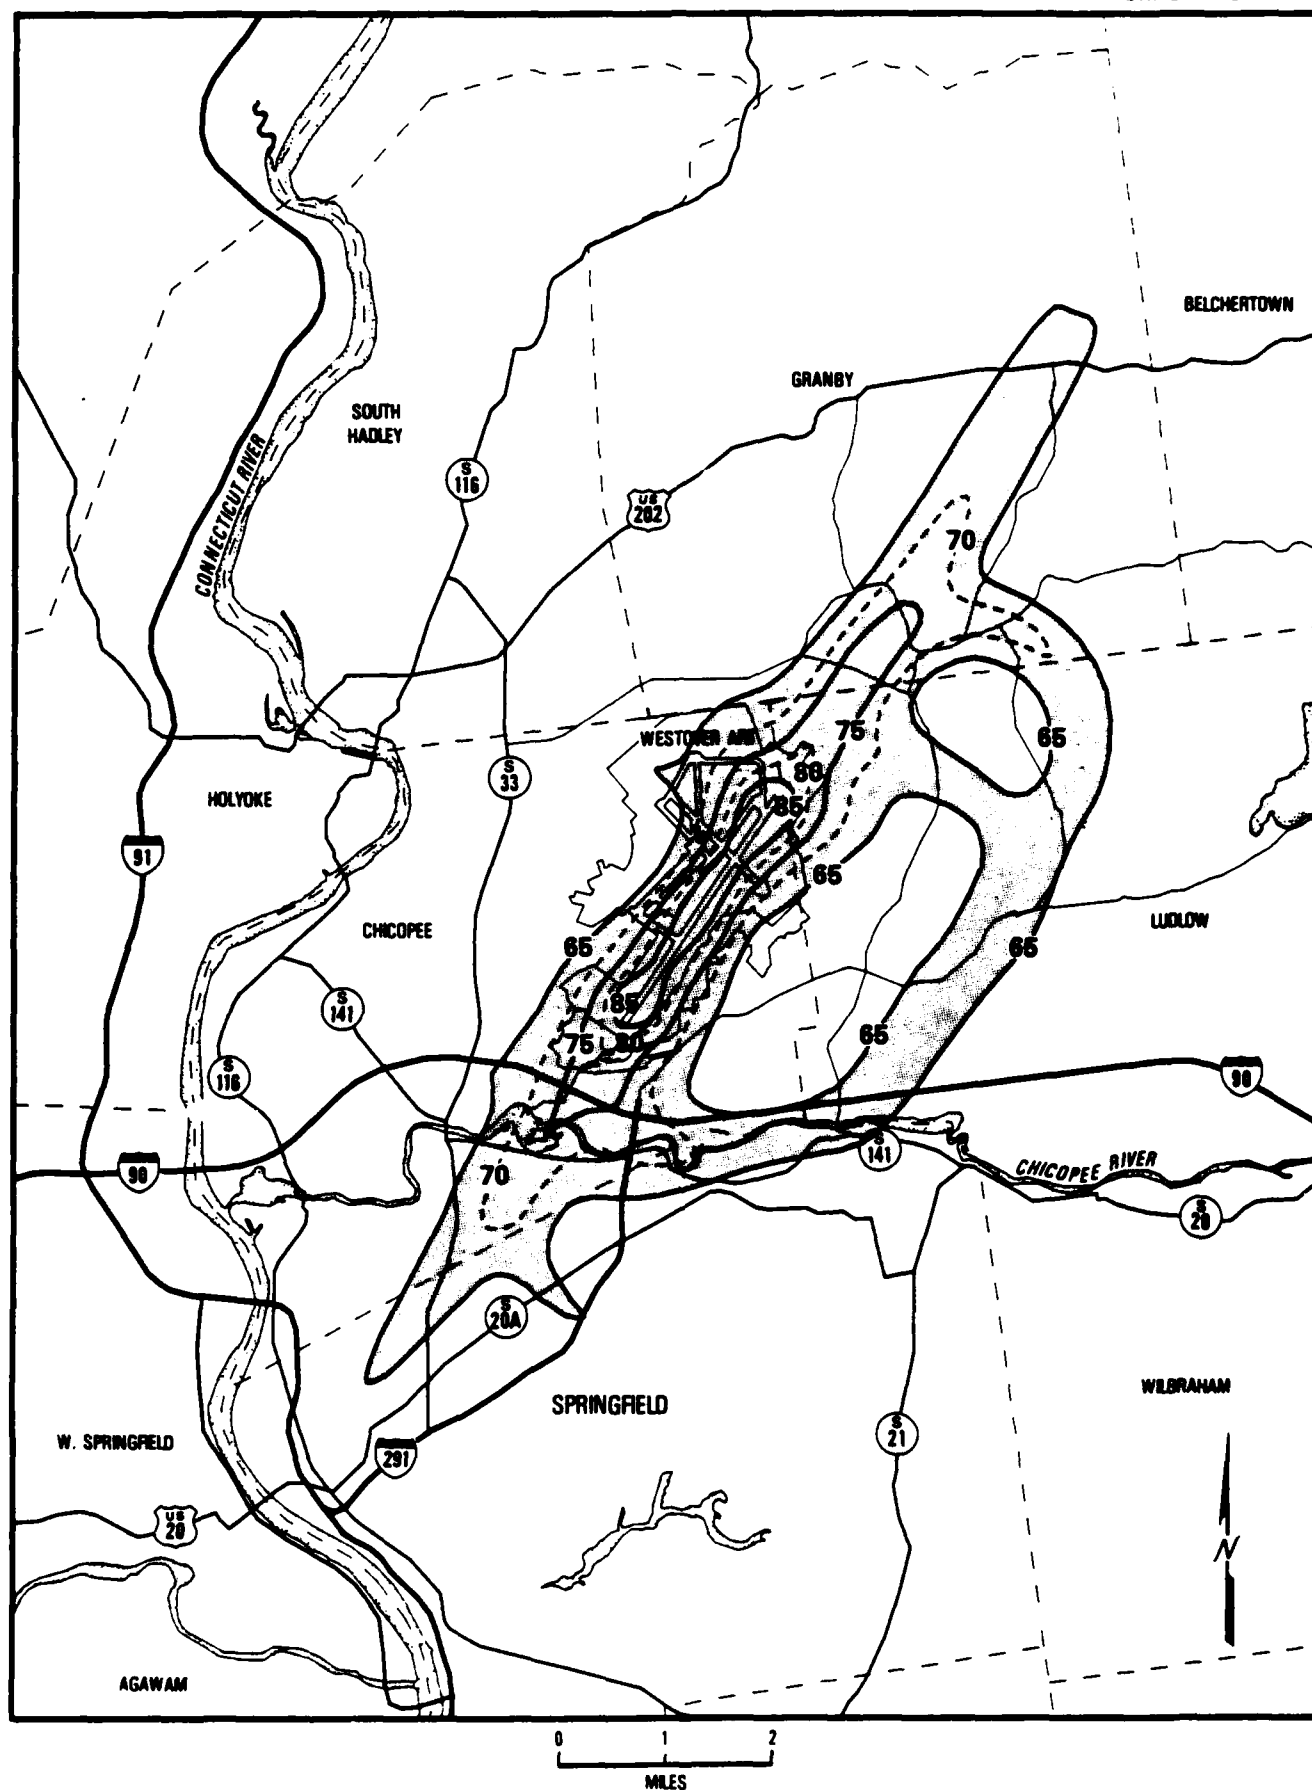 BELCHERTOWN
GRANBY
SOUTH
HADLEY
S
116
CONNECTICUT RIVER
US
202
70
75
65
WESTOVER ARB
80
85
S
33
HOLYOKE
91
65
CHICOPEE
LUDLOW
65
65
S
141
85
65
75
80
S
116
90
90
S
141
CHICOPEE RIVER
70
S
20
S
20A
SPRINGFIELD
WILBRAHAM
W. SPRINGFIELD
S
21
291
US
20
N
AGAWAM
0 1 2
MILES